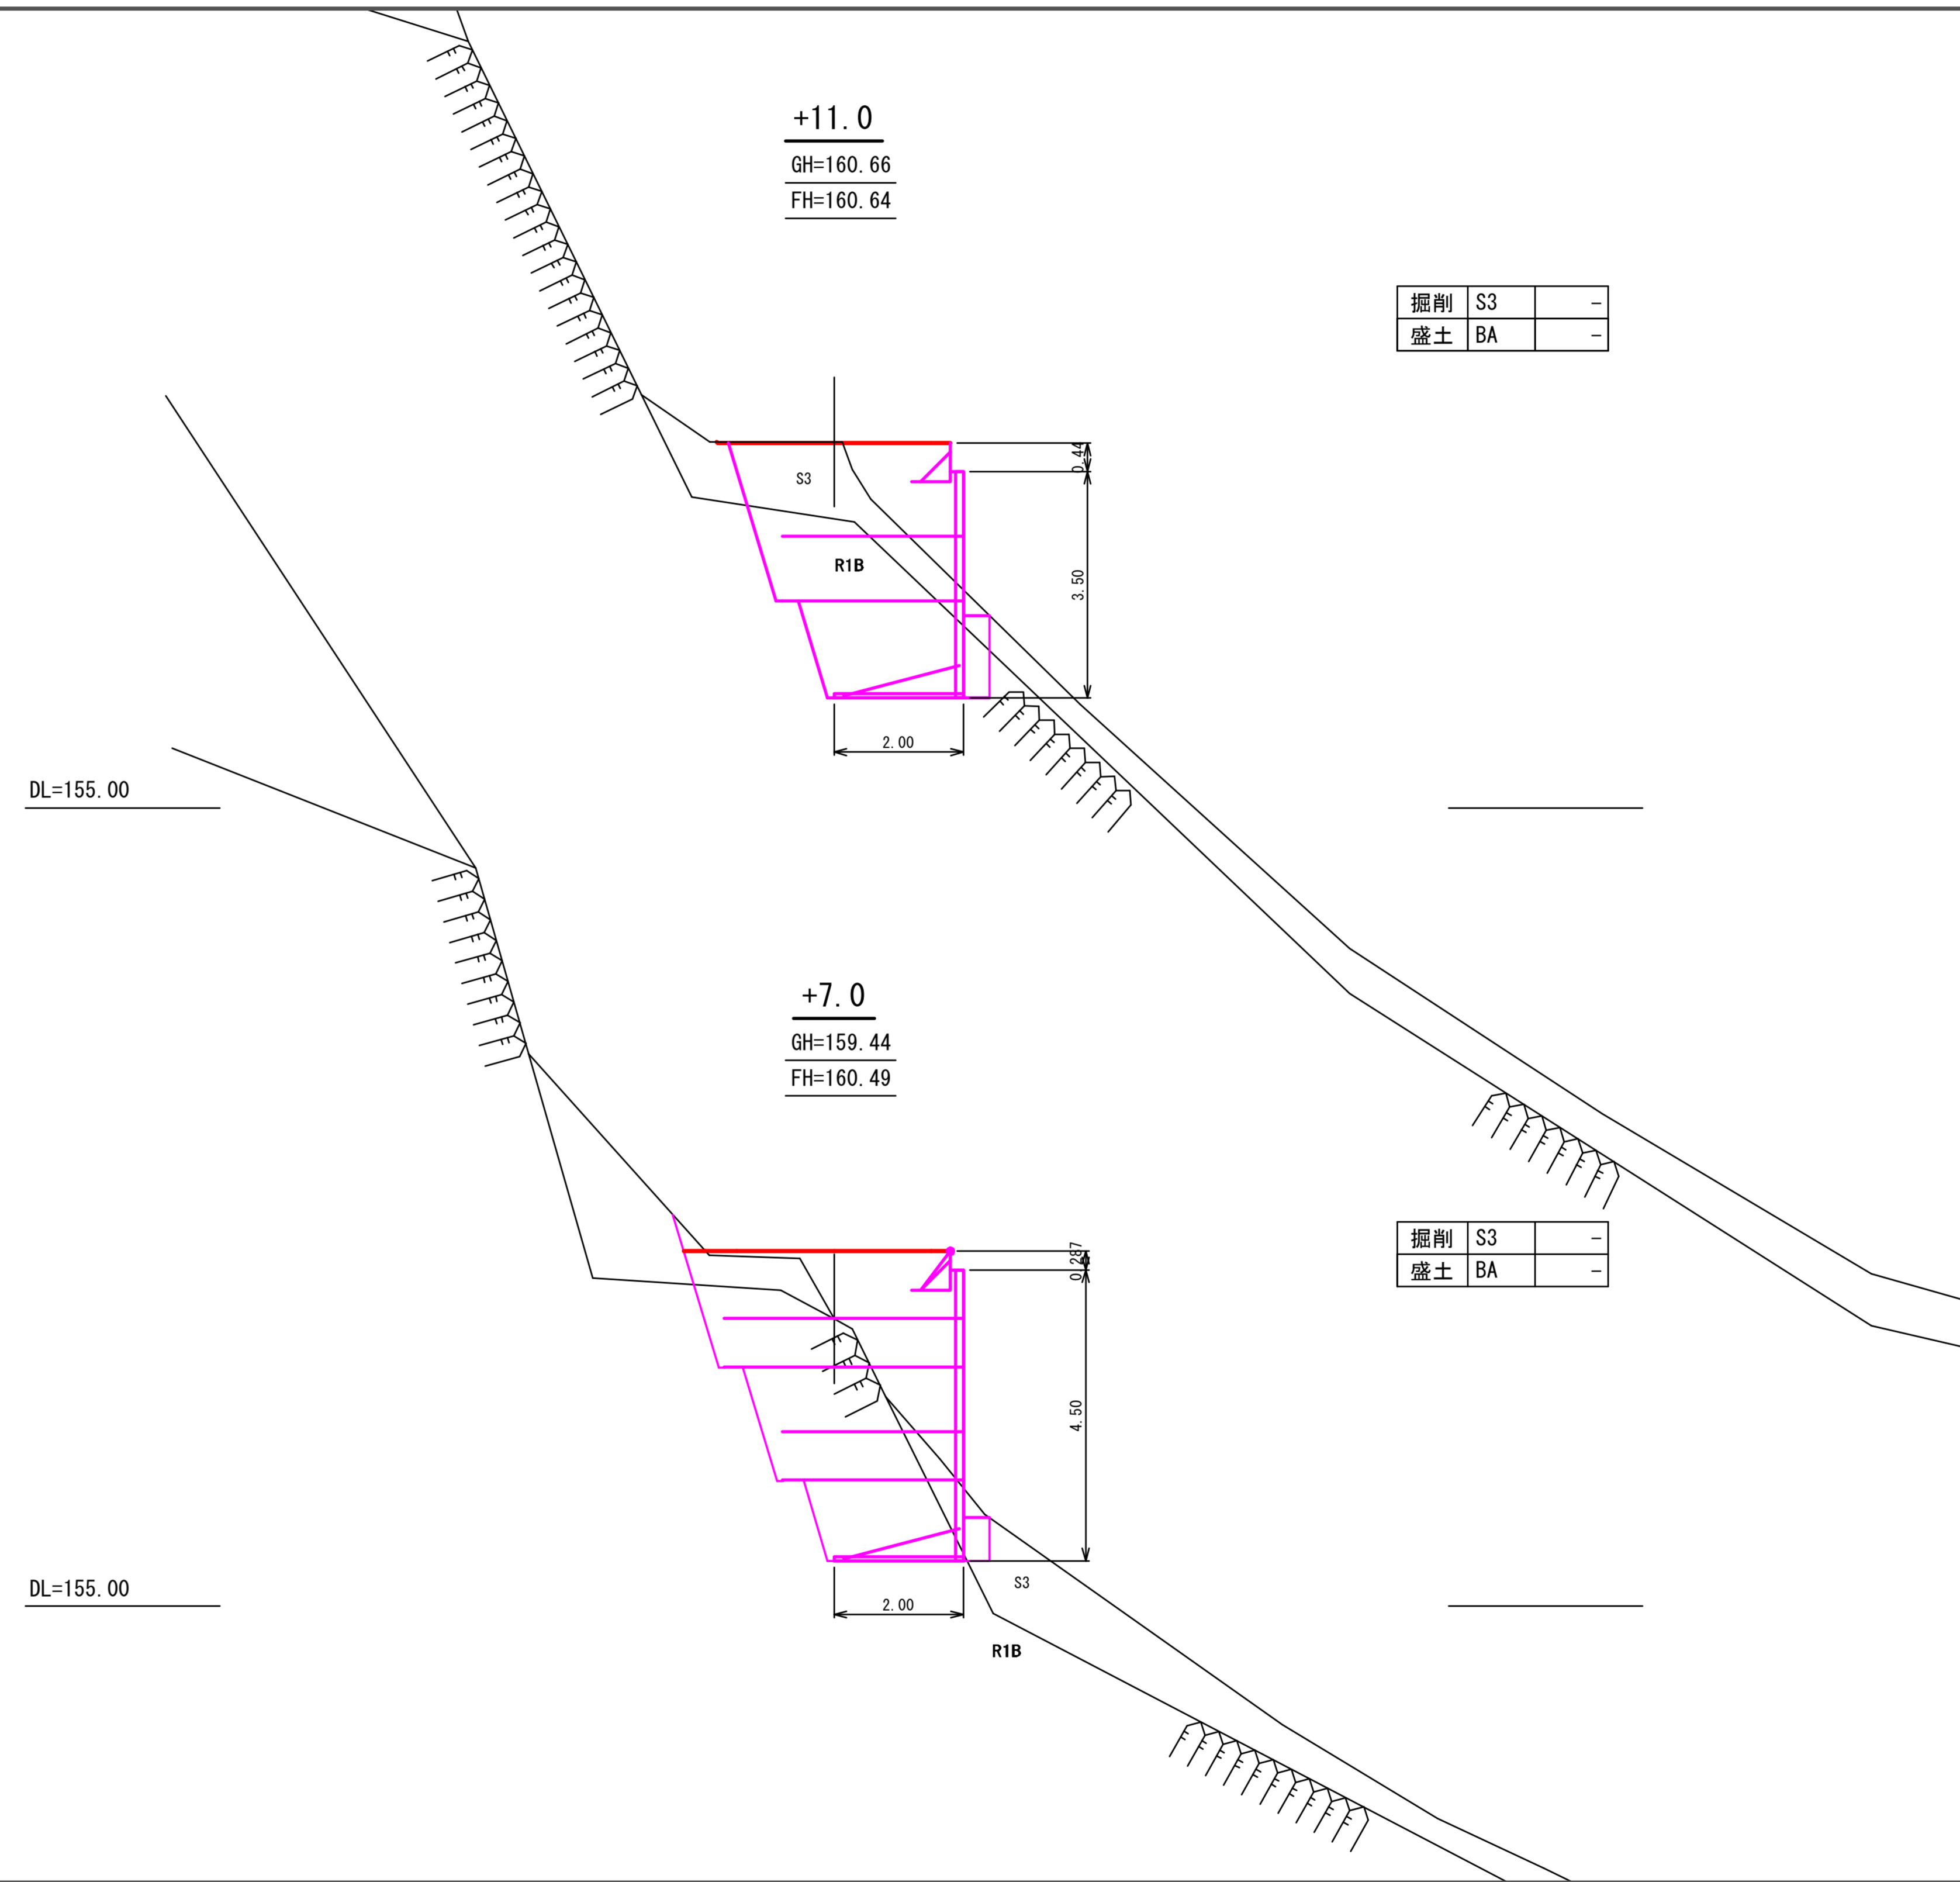 +11.0
GH=160.66
FH=160.64
掘削 S3 -
盛土 BA -
0.44
S3
R1B
3.50
2.00
DL=155.00
+7.0
GH=159.44
FH=160.49
掘削 S3 -
盛土 BA -
0.287
4.50
S3
DL=155.00
2.00
R1B